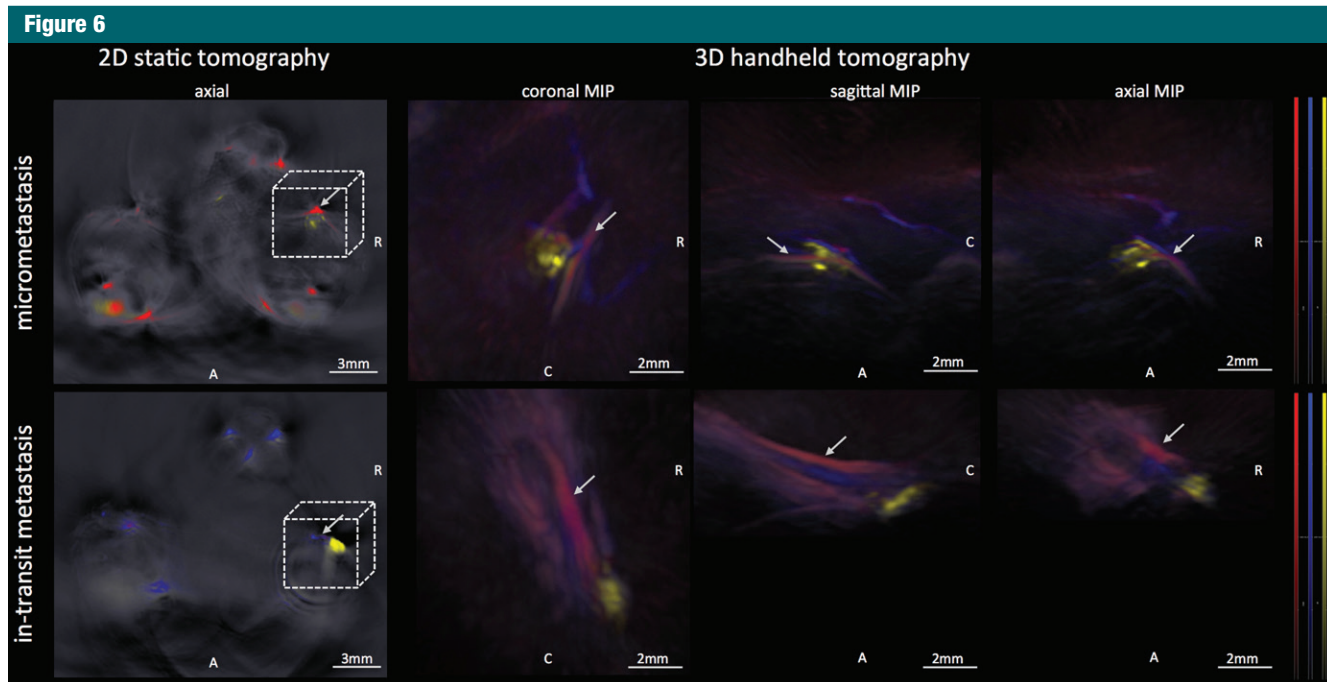 Figure 6
2D static tomography
3D handheld tomography
axial
coronal MIP
sagittal MIP
axial MIP
micrometastasis
R
A
3mm
R
C
2mm
C
A
2mm
R
A
2mm
in-transit metastasis
R
A
3mm
R
C
2mm
C
A
2mm
R
A
2mm